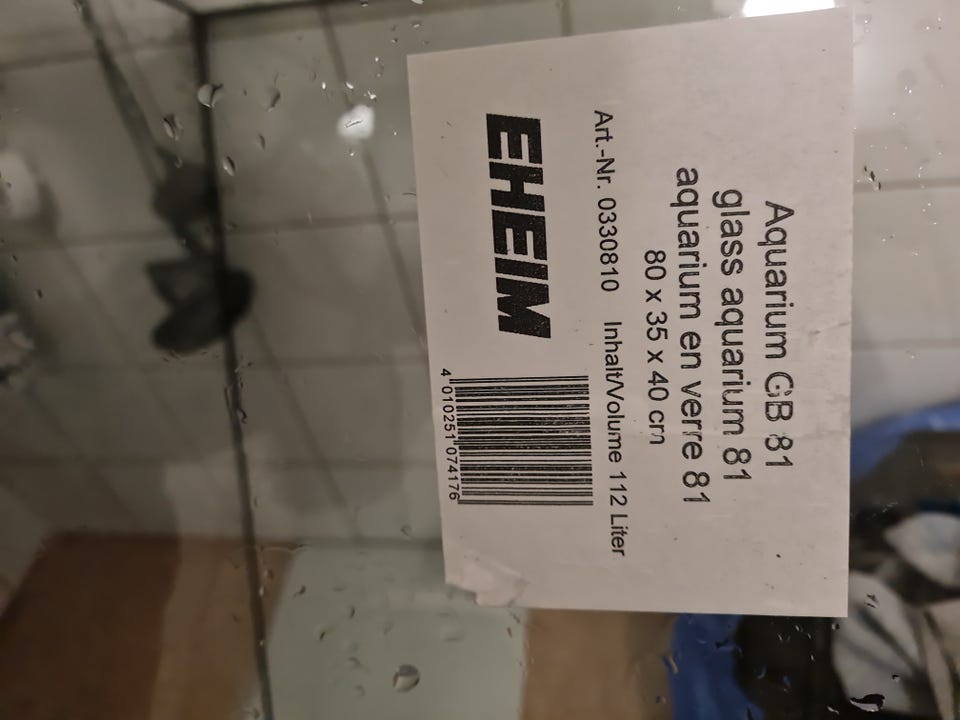 Aquarium GB 81
glass aquarium 81
aquarium en verre 81
80 x 35 x 40 cm
Art.-Nr. 0330810 Inhalt/Volume 112 Liter
EHEIM
4 010251 074176